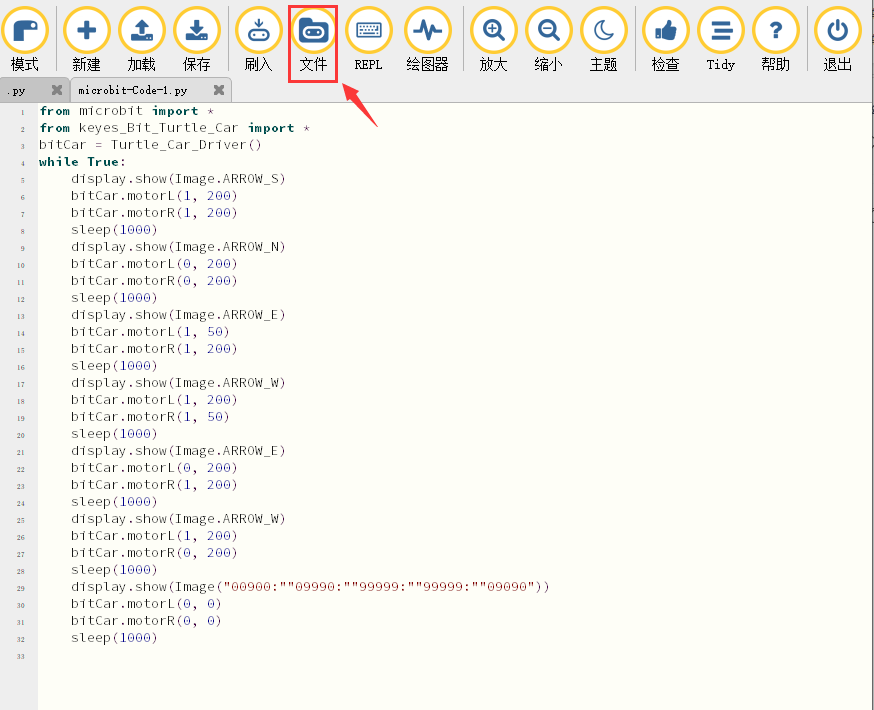 模式 新建 加载 保存 刷入 文件 REPL 绘图器 放大 缩小 主题 检查 Tidy 帮助 退出
.py microbit-Code-1.py
1 from microbit import *
2 from keyes_Bit_Turtle_Car import *
3 bitCar = Turtle_Car_Driver()
4 while True:
5 display.show(Image.ARROW_S)
6 bitCar.motorL(1, 200)
7 bitCar.motorR(1, 200)
8 sleep(1000)
9 display.show(Image.ARROW_N)
10 bitCar.motorL(0, 200)
11 bitCar.motorR(0, 200)
12 sleep(1000)
13 display.show(Image.ARROW_E)
14 bitCar.motorL(1, 50)
15 bitCar.motorR(1, 200)
16 sleep(1000)
17 display.show(Image.ARROW_W)
18 bitCar.motorL(1, 200)
19 bitCar.motorR(1, 50)
20 sleep(1000)
21 display.show(Image.ARROW_E)
22 bitCar.motorL(0, 200)
23 bitCar.motorR(1, 200)
24 sleep(1000)
25 display.show(Image.ARROW_W)
26 bitCar.motorL(1, 200)
27 bitCar.motorR(0, 200)
28 sleep(1000)
29 display.show(Image("00900:""09990:""99999:""99999:""09090"))
30 bitCar.motorL(0, 0)
31 bitCar.motorR(0, 0)
32 sleep(1000)
33